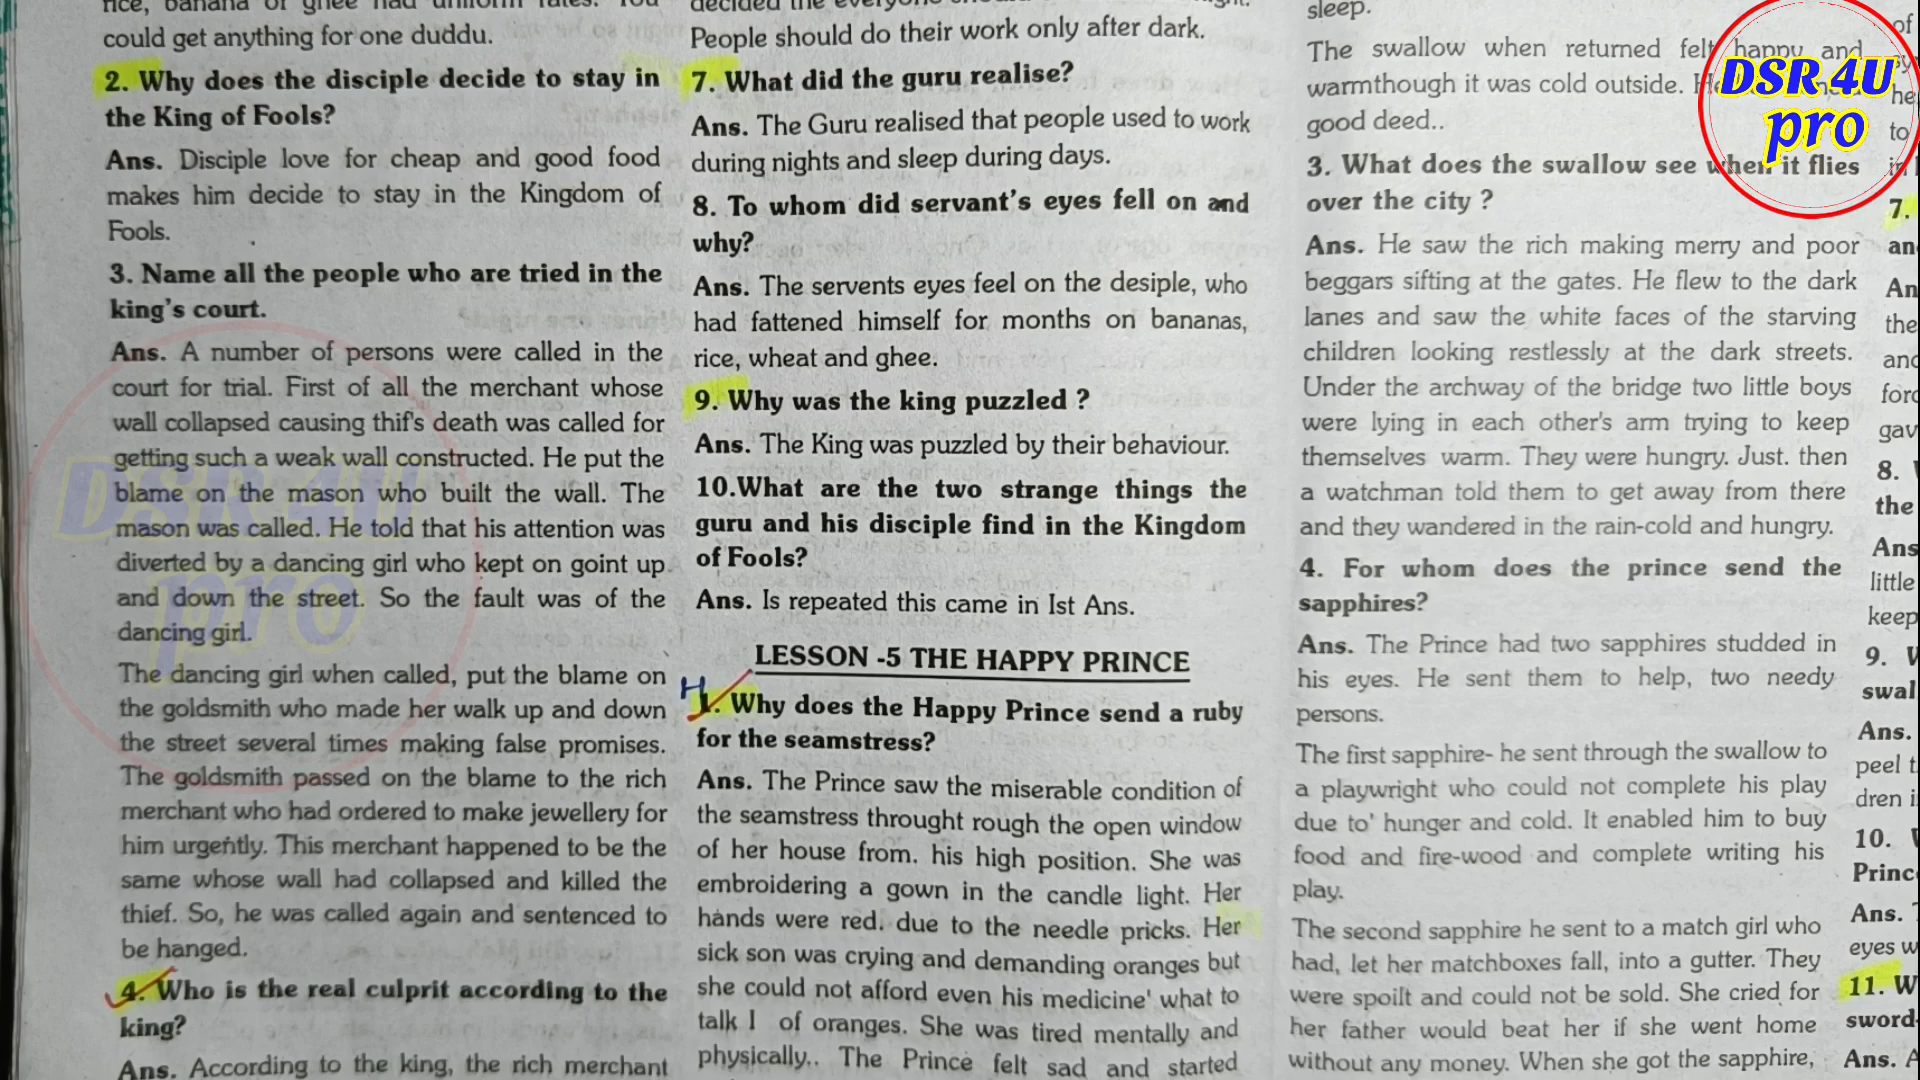 could get anything for one duddu.
2. Why does the disciple decide to stay in
the King of Fools?
Ans. Disciple love for cheap and good food
makes him decide to stay in the Kingdom of
Fools.
3. Name all the people who are tried in the
king's court.
Ans. A number of persons were called in the
court for trial. First of all the merchant whose
wall collapsed causing thif's death was called for
getting such a weak wall constructed. He put the
blame on the mason who built the wall. The
mason was called. He told that his attention was
diverted by a dancing girl who kept on goint up
and down the street. So the fault was of the
dancing girl.
The dancing girl when called, put the blame on
the goldsmith who made her walk up and down
the street several times making false promises.
The goldsmith passed on the blame to the rich
merchant who had ordered to make jewellery for
him urgently. This merchant happened to be the
same whose wall had collapsed and killed the
thief. So, he was called again and sentenced to
be hanged.
4. Who is the real culprit according to the
king?
Ans. According to the king, the rich merchant
People should do their work only after dark.
7. What did the guru realise?
Ans. The Guru realised that people used to work
during nights and sleep during days.
8. To whom did servant's eyes fell on and
why?
Ans. The servents eyes feel on the desiple, who
had fattened himself for months on bananas,
rice, wheat and ghee.
9. Why was the king puzzled ?
Ans. The King was puzzled by their behaviour.
10.What are the two strange things the
guru and his disciple find in the Kingdom
of Fools?
Ans. Is repeated this came in Ist Ans.
LESSON -5 THE HAPPY PRINCE
H
1. Why does the Happy Prince send a ruby
for the seamstress?
Ans. The Prince saw the miserable condition of
the seamstress throught rough the open window
of her house from. his high position. She was
embroidering a gown in the candle light. Her
hands were red. due to the needle pricks. Her
sick son was crying and demanding oranges but
she could not afford even his medicine' what to
talk I of oranges. She was tired mentally and
physically.. The Prince felt sad and started
sleep.
The swallow when returned felt happy and
warmthough it was cold outside.
good deed..
3. What does the swallow see when it flies
over the city ?
Ans. He saw the rich making merry and poor
beggars sifting at the gates. He flew to the dark
lanes and saw the white faces of the starving
children looking restlessly at the dark streets.
Under the archway of the bridge two little boys
were lying in each other's arm trying to keep
themselves warm. They were hungry. Just. then
a watchman told them to get away from there
and they wandered in the rain-cold and hungry.
4. For whom does the prince send the
sapphires?
Ans. The Prince had two sapphires studded in
his eyes. He sent them to help, two needy
persons.
The first sapphire- he sent through the swallow to
a playwright who could not complete his play
due to' hunger and cold. It enabled him to buy
food and fire-wood and complete writing his
play.
The second sapphire he sent to a match girl who
had, let her matchboxes fall, into a gutter. They
were spoilt and could not be sold. She cried for
her father would beat her if she went home
without any money. When she got the sapphire,
of
he
to
in
7.
an
An
the
and
gav
8.
the
Ans
little
keep
9.
swal
Ans.
peel t
dren i
10.
Princ
Ans.
eyes w
11. W
sword-
Ans. A
DSR 4U
pro
DSR 4U
pro